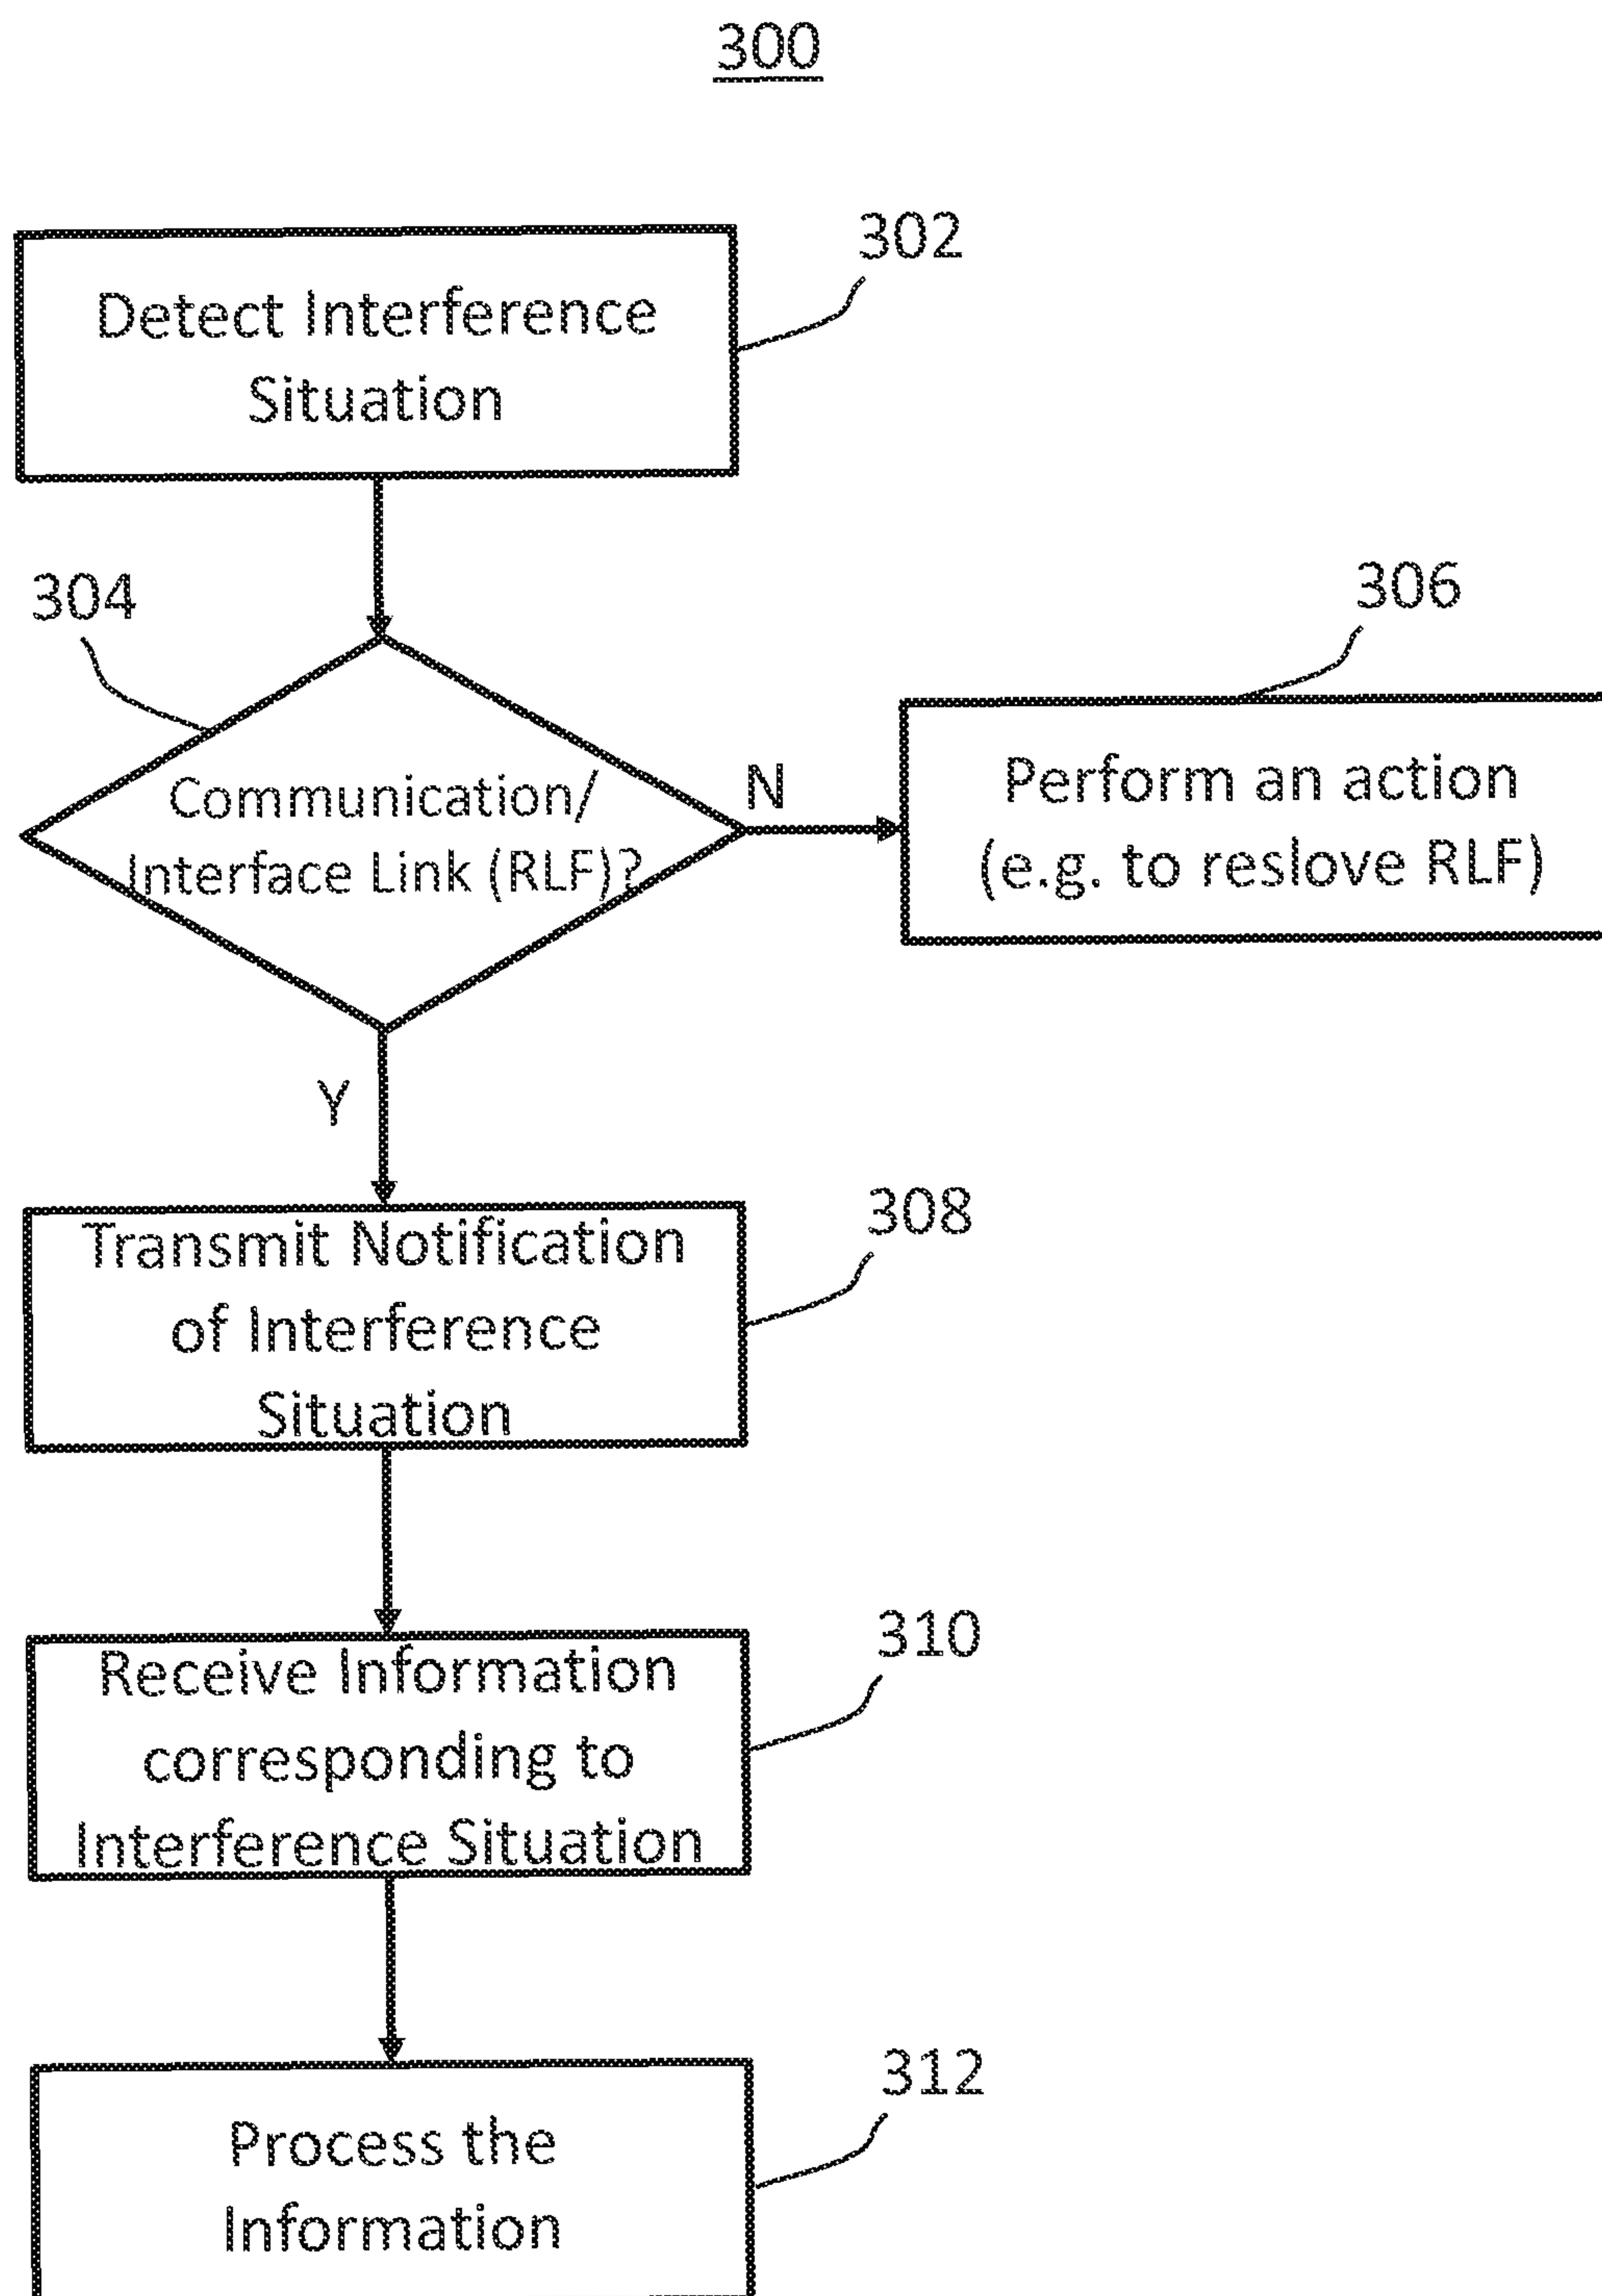 300
302
Detect Interference
Situation
304
Communication/
Interface Link (RLF)?
N
306
Perform an action
(e.g. to reslove RLF)
Y
308
Transmit Notification
of Interference
Situation
310
Receive Information
corresponding to
Interference Situation
312
Process the
Information